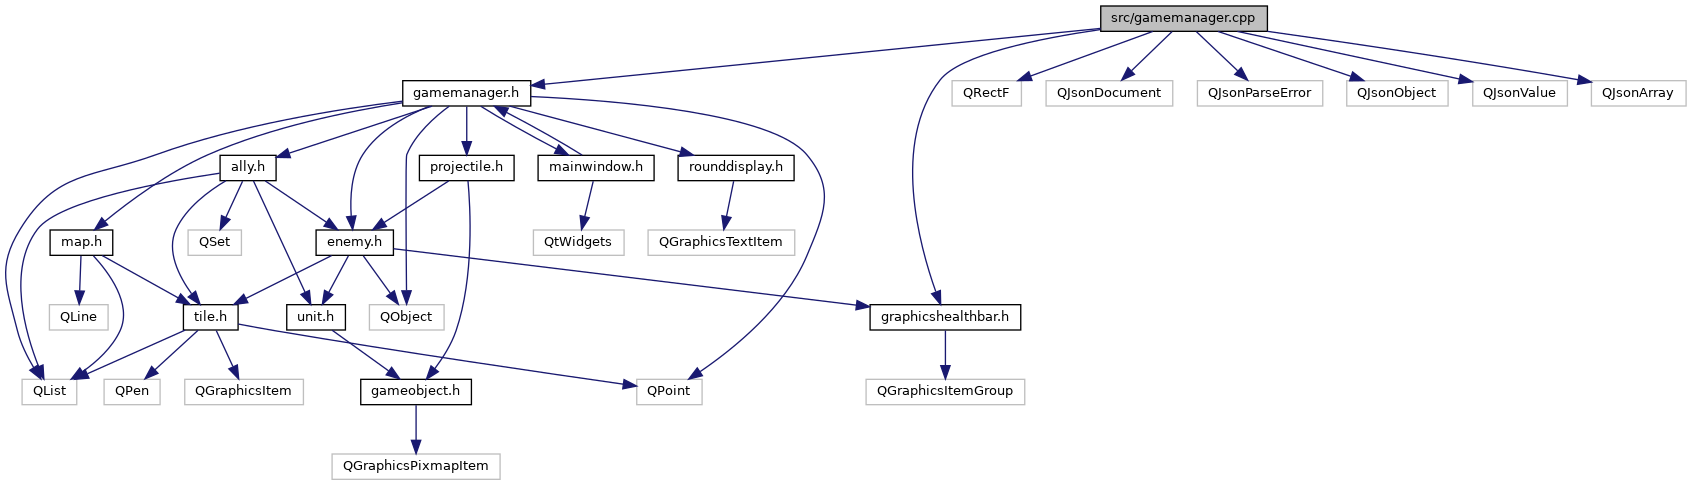 src/gamemanager.cpp
gamemanager.h
QRectF
QJsonDocument
QJsonParseError
QJsonObject
QJsonValue
QJsonArray
ally.h
projectile.h
mainwindow.h
rounddisplay.h
map.h
QSet
enemy.h
QtWidgets
QGraphicsTextItem
QLine
tile.h
unit.h
QObject
graphicshealthbar.h
QList
QPen
QGraphicsItem
gameobject.h
QPoint
QGraphicsItemGroup
QGraphicsPixmapItem